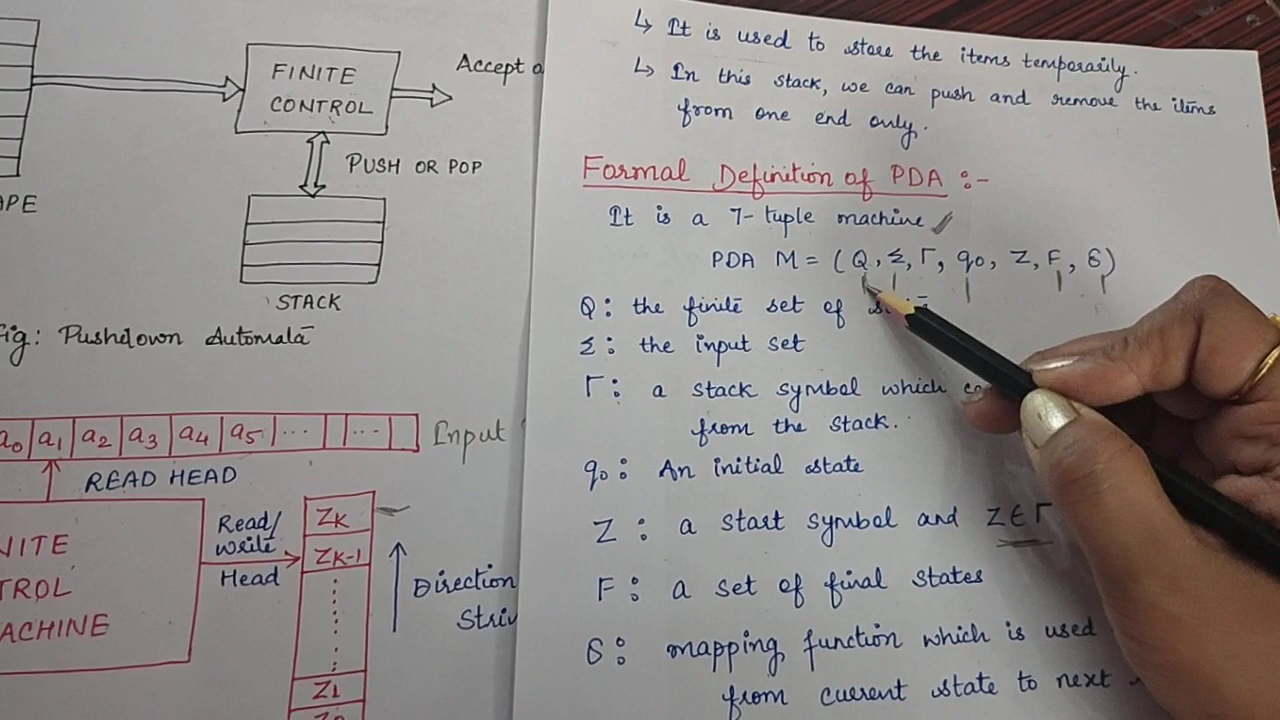 FINITE
CONTROL
Accept
PUSH OR POP
STACK
Fig: Pushdown Automata
a0 a1 a2 a3 a4 a5 ... ...
Input
READ HEAD
Read/
write
Head
ZK
ZK-1
Z1
Direction
↳ It is used to store the items temporarily.
↳ In this stack, we can push and remove the items
from one end only.
Formal Definition of PDA :-
It is a 7-tuple machine
PDA M = (Q, Σ, Γ, q0, Z, F, δ)
Q: the finite set of
Σ: the input set
Γ: a stack symbol which
from the stack.
q0: An initial state
Z: a start symbol and Z∈Γ
F: a set of final states
δ: mapping function which is used
from current state to next